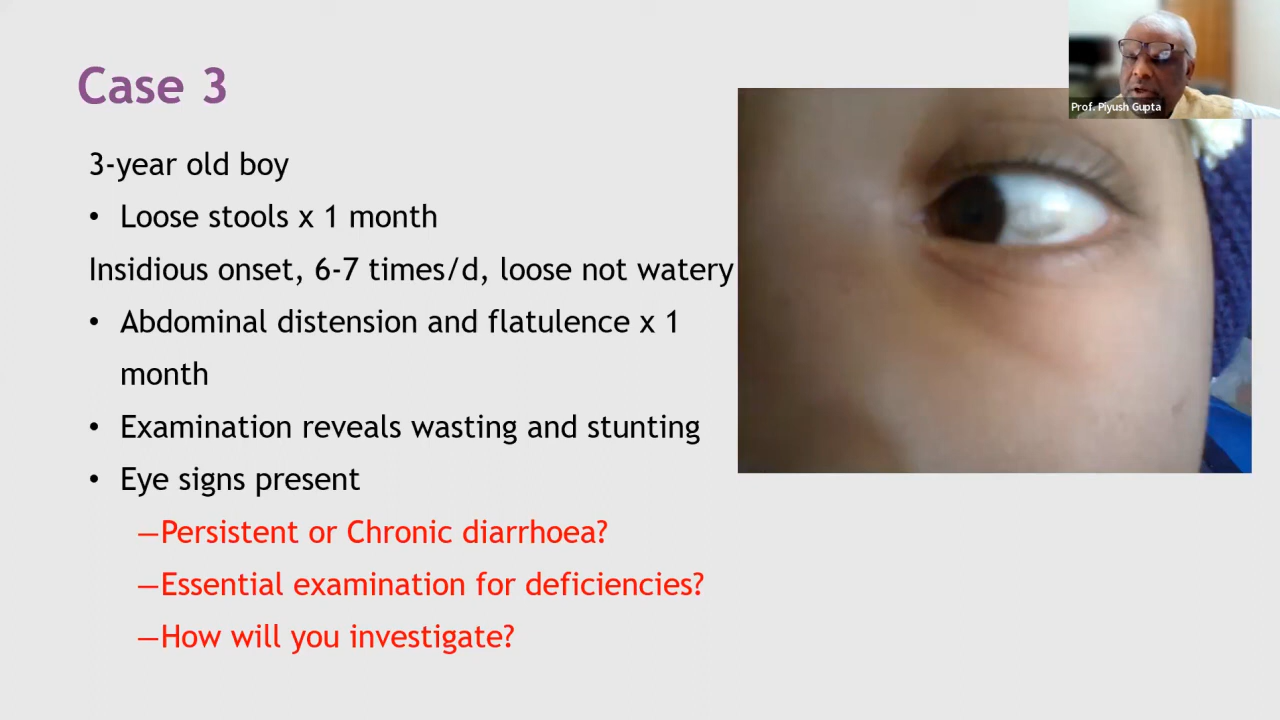 Case 3
Prof. Piyush Gupta
3-year old boy
• Loose stools x 1 month
Insidious onset, 6-7 times/d, loose not watery
• Abdominal distension and flatulence x 1
month
• Examination reveals wasting and stunting
• Eye signs present
—Persistent or Chronic diarrhoea?
—Essential examination for deficiencies?
—How will you investigate?